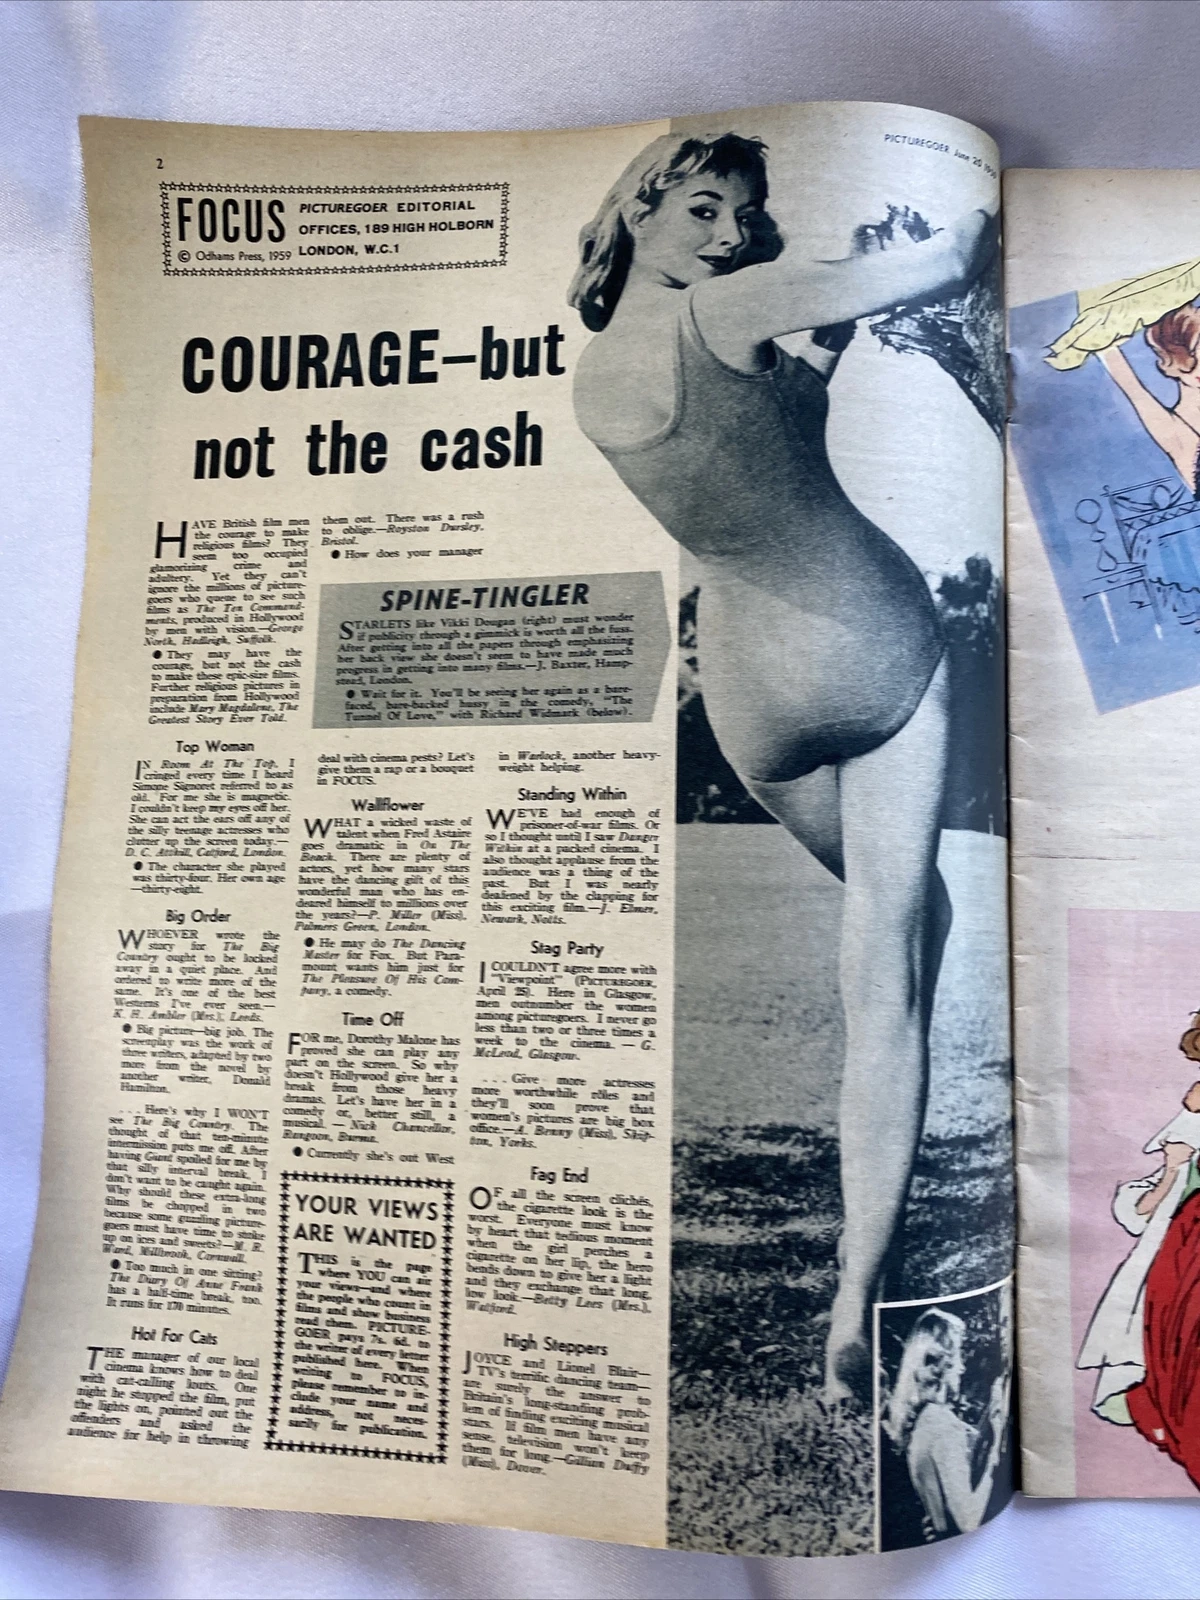 2
PICTUREGOER June 20 1959
FOCUS
© Odhams Press, 1959
PICTUREGOER EDITORIAL
OFFICES, 189 HIGH HOLBORN
LONDON, W.C.1
COURAGE—but
not the cash
HAVE British film men
the courage to make
religious films? They
seem too occupied
glamorizing crime and
adultery. Yet they can't
ignore the millions of picture-
goers who queue to see such
films as The Ten Command-
ments, produced in Hollywood
by men with vision.—George
North, Hadleigh, Suffolk.
● They may have the
courage, but not the cash
to make these epic-size films.
Further religious pictures in
preparation from Hollywood
include Mary Magdalene, The
Greatest Story Ever Told.
Top Woman
IN Room At The Top, I
cringed every time I heard
Simone Signoret referred to as
old. For me she is magnetic.
I couldn't keep my eyes off her.
She can act the ears off any of
the silly teenage actresses who
clutter up the screen today.—
D. C. Atthill, Catford, London.
● The character she played
was thirty-four. Her own age
—thirty-eight.
Big Order
WHOEVER wrote the
story for The Big
Country ought to be locked
away in a quiet place. And
ordered to write more of the
same. It's one of the best
Westerns I've ever seen.—
K. H. Ambler (Mrs.), Leeds.
● Big picture—big job. The
screenplay was the work of
three writers, adapted by two
more from the novel by
another writer, Donald
Hamilton.
. . . Here's why I WON'T
see The Big Country. The
thought of that ten-minute
intermission puts me off. After
having Giant spoiled for me by
that silly interval break, I
don't want to be caught again.
Why should these extra-long
films be chopped in two
because some guzzling picture-
goers must have time to stoke
up on ices and sweets?—M. R.
Ward, Millbrook, Cornwall.
● Too much in one sitting?
The Diary Of Anne Frank
has a half-time break, too.
It runs for 170 minutes.
Hot For Cats
THE manager of our local
cinema knows how to deal
with cat-calling louts. One
night he stopped the film, put
the lights on, pointed out the
offenders and asked the
audience for help in throwing
them out. There was a rush
to oblige.—Royston Dursley,
Bristol.
● How does your manager
SPINE-TINGLER
STARLETS like Vikki Dougan (right) must wonder
if publicity through a gimmick is worth all the fuss.
After getting into all the papers through emphasizing
her back view she doesn't seem to have made much
progress in getting into many films.—J. Baxter, Hamp-
stead, London.
● Wait for it. You'll be seeing her again as a bare-
faced, bare-backed hussy in the comedy, "The
Tunnel Of Love," with Richard Widmark (below).
deal with cinema pests? Let's
give them a rap or a bouquet
in FOCUS.
Wallflower
WHAT a wicked waste of
talent when Fred Astaire
goes dramatic in On The
Beach. There are plenty of
actors, yet how many stars
have the dancing gift of this
wonderful man who has en-
deared himself to millions over
the years?—P. Miller (Miss),
Palmers Green, London.
● He may do The Dancing
Master for Fox. But Para-
mount wants him just for
The Pleasure Of His Com-
pany, a comedy.
Time Off
FOR me, Dorothy Malone has
proved she can play any
part on the screen. So why
doesn't Hollywood give her a
break from those heavy
dramas. Let's have her in a
comedy or, better still, a
musical. — Nick Chancellor,
Rangoon, Burma.
● Currently she's out West
YOUR VIEWS
ARE WANTED
THIS is the page
where YOU can air
your views—and where
the people who count in
films and show business
read them. PICTURE-
GOER pays 7s. 6d. to
the writer of every letter
published here. When
writing to FOCUS,
please remember to in-
clude your name and
address, not neces-
sarily for publication.
in Warlock, another heavy-
weight helping.
Standing Within
WE'VE had enough of
prisoner-of-war films. Or
so I thought until I saw Danger
Within at a packed cinema. I
also thought applause from the
audience was a thing of the
past. But I was nearly
deafened by the clapping for
this exciting film.—J. Elmer,
Newark, Notts.
Stag Party
I COULDN'T agree more with
"Viewpoint" (PICTUREGOER,
April 25). Here in Glasgow,
men outnumber the women
among picturegoers. I never go
less than two or three times a
week to the cinema. — G.
McLeod, Glasgow.
. . . Give more actresses
more worthwhile rôles and
they'll soon prove that
women's pictures are big box
office.—A. Benny (Miss), Skip-
ton, Yorks.
Fag End
OF all the screen clichés,
the cigarette look is the
worst. Everyone must know
by heart that tedious moment
when the girl perches a
cigarette on her lip, the hero
bends down to give her a light
and they exchange that long,
low look.—Betty Lees (Mrs.),
Watford.
High Steppers
JOYCE and Lionel Blair—
TV's terrific dancing team—
are surely the answer to
Britain's long-standing prob-
lem of finding exciting musical
stars. If film men have any
sense, television won't keep
them for long.—Gillian Duffy
(Miss), Dover.